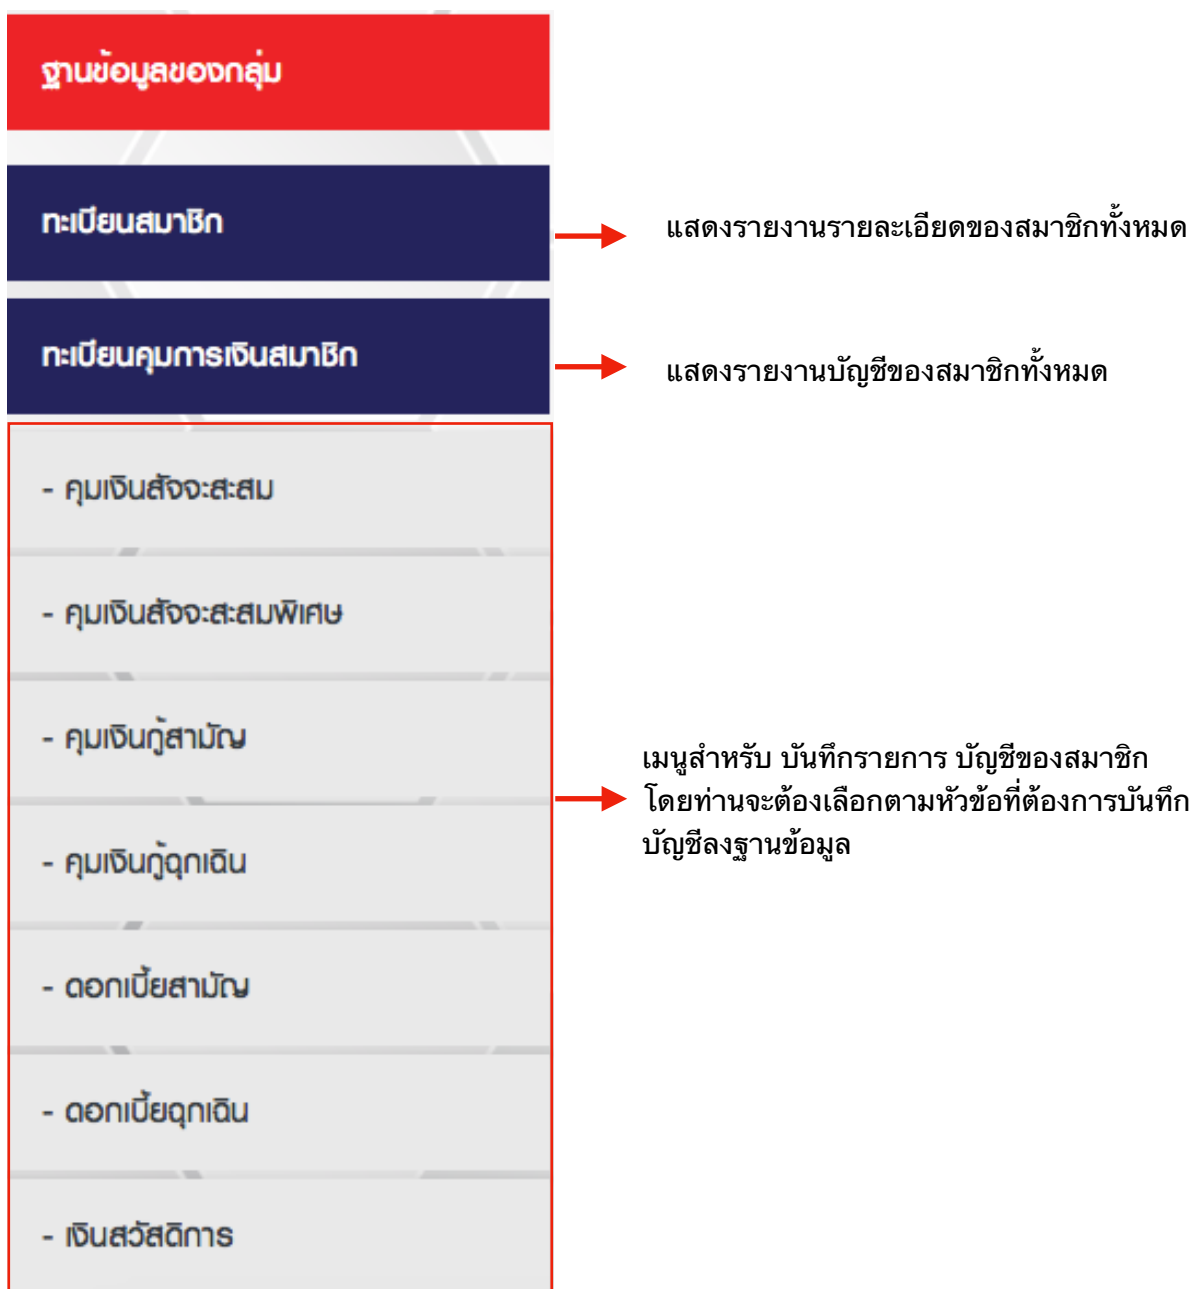 ฐานข้อมูลของกลุ่ม
ทะเบียนสมาชิก
แสดงรายงานรายละเอียดของสมาชิกทั้งหมด
ทะเบียนคุมการเงินสมาชิก
แสดงรายงานบัญชีของสมาชิกทั้งหมด
- คุมเงินสัจจะสะสม
- คุมเงินสัจจะสะสมพิเศษ
- คุมเงินกู้สามัญ
- คุมเงินกู้ฉุกเฉิน
- ดอกเบี้ยสามัญ
- ดอกเบี้ยฉุกเฉิน
- เงินสวัสดิการ
เมนูสำหรับ บันทึกรายการ บัญชีของสมาชิก
โดยท่านจะต้องเลือกตามหัวข้อที่ต้องการบันทึก
บัญชีลงฐานข้อมูล